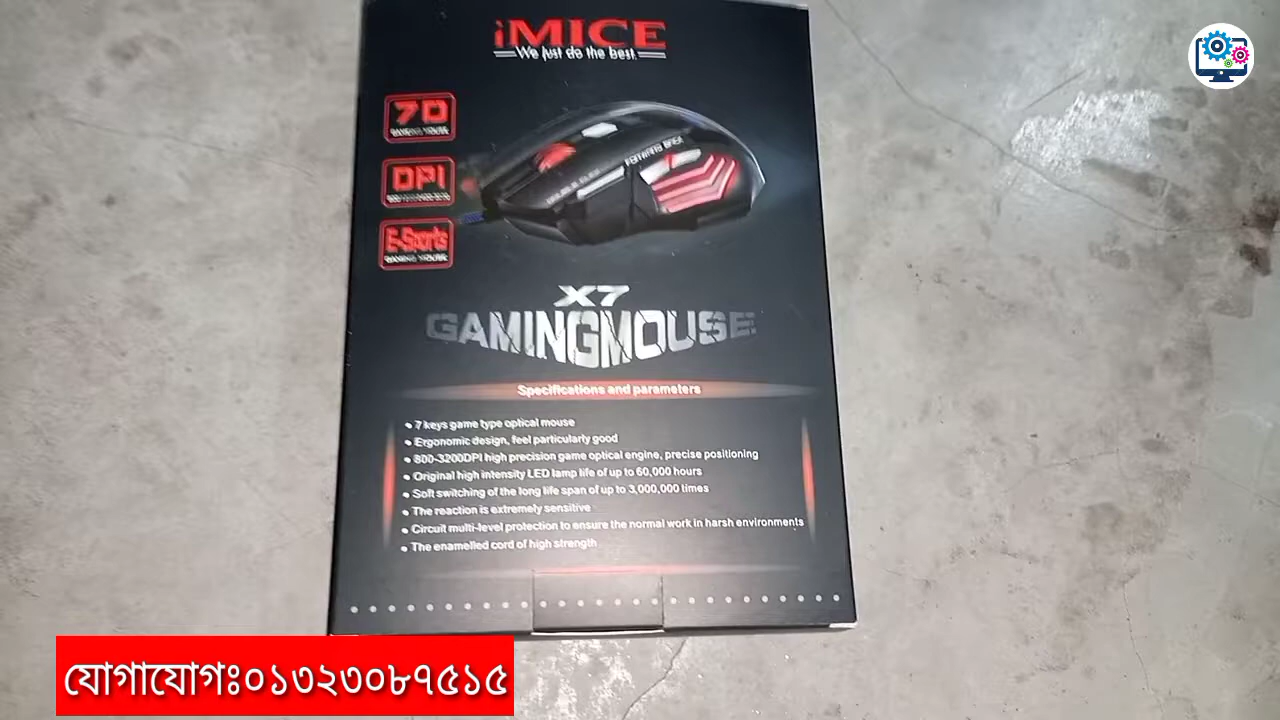 iMICE
We just do the best.
7D
GAMING MOUSE
DPI
E-Sports
GAMING MOUSE
X7
GAMINGMOUSE
Specifications and parameters
• 7 keys game type optical mouse
• Ergonomic design, feel particularly good
• 800-3200DPI high precision game optical engine, precise positioning
• Original high intensity LED lamp life of up to 60,000 hours
• Soft switching of the long life span of up to 3,000,000 times
• The reaction is extremely sensitive
• Circuit multi-level protection to ensure the normal work in harsh environments
• The enamelled cord of high strength
যোগাযোগঃ০১৩২৩০৮৭৫১৫